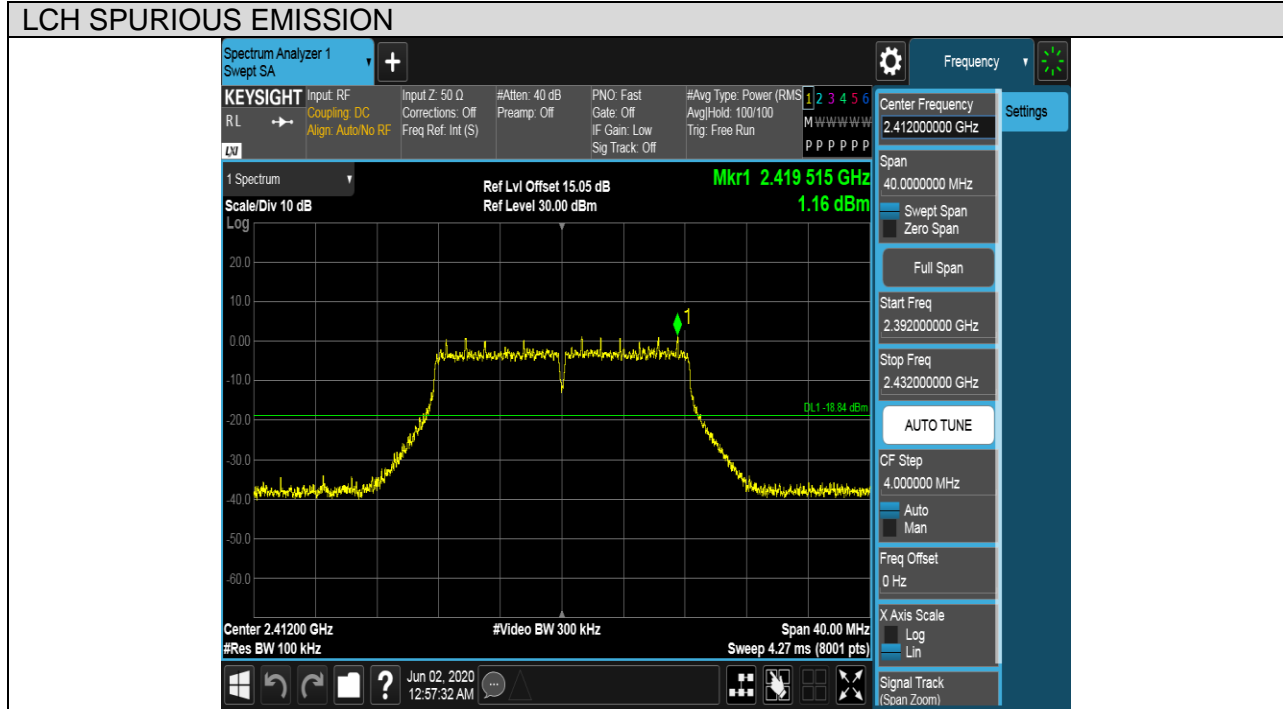 LCH SPURIOUS EMISSION
Spectrum Analyzer 1
Swept SA
+
Frequency
KEYSIGHT
RL
LXI
Input: RF
Coupling: DC
Align: Auto/No RF
Input Z: 50 Ω
Corrections: Off
Freq Ref: Int (S)
#Atten: 40 dB
Preamp: Off
PNO: Fast
Gate: Off
IF Gain: Low
Sig Track: Off
#Avg Type: Power (RMS
Avg|Hold: 100/100
Trig: Free Run
1 2 3 4 5 6
M W W W W W
P P P P P P
1 Spectrum
Scale/Div 10 dB
Ref Lvl Offset 15.05 dB
Ref Level 30.00 dBm
Mkr1 2.419 515 GHz
1.16 dBm
Log
20.0
10.0
0.00
-10.0
-20.0
-30.0
-40.0
-50.0
-60.0
1
DL1 -18.84 dBm
Center 2.41200 GHz
#Res BW 100 kHz
#Video BW 300 kHz
Span 40.00 MHz
Sweep 4.27 ms (8001 pts)
?
Jun 02, 2020
12:57:32 AM
Center Frequency
2.412000000 GHz
Settings
Span
40.0000000 MHz
Swept Span
Zero Span
Full Span
Start Freq
2.392000000 GHz
Stop Freq
2.432000000 GHz
AUTO TUNE
CF Step
4.000000 MHz
Auto
Man
Freq Offset
0 Hz
X Axis Scale
Log
Lin
Signal Track
(Span Zoom)